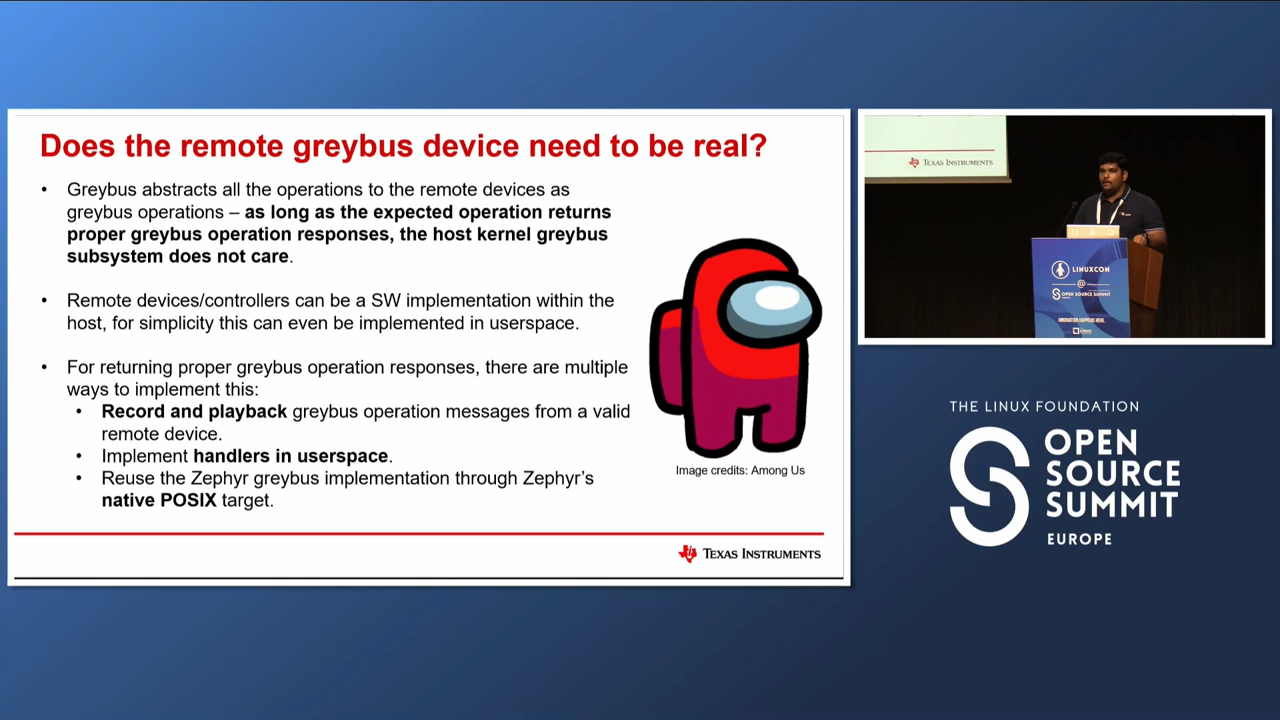 Does the remote greybus device need to be real?
• Greybus abstracts all the operations to the remote devices as
greybus operations – as long as the expected operation returns
proper greybus operation responses, the host kernel greybus
subsystem does not care.
• Remote devices/controllers can be a SW implementation within the
host, for simplicity this can even be implemented in userspace.
• For returning proper greybus operation responses, there are multiple
ways to implement this:
• Record and playback greybus operation messages from a valid
remote device.
• Implement handlers in userspace.
• Reuse the Zephyr greybus implementation through Zephyr's
native POSIX target.
Image credits: Among Us
TEXAS INSTRUMENTS
TEXAS INSTRUMENTS
LINUXCON
@
OPEN SOURCE SUMMIT
INNOVATION HAPPENS HERE.
THE LINUX FOUNDATION
OPEN
SOURCE
SUMMIT
EUROPE